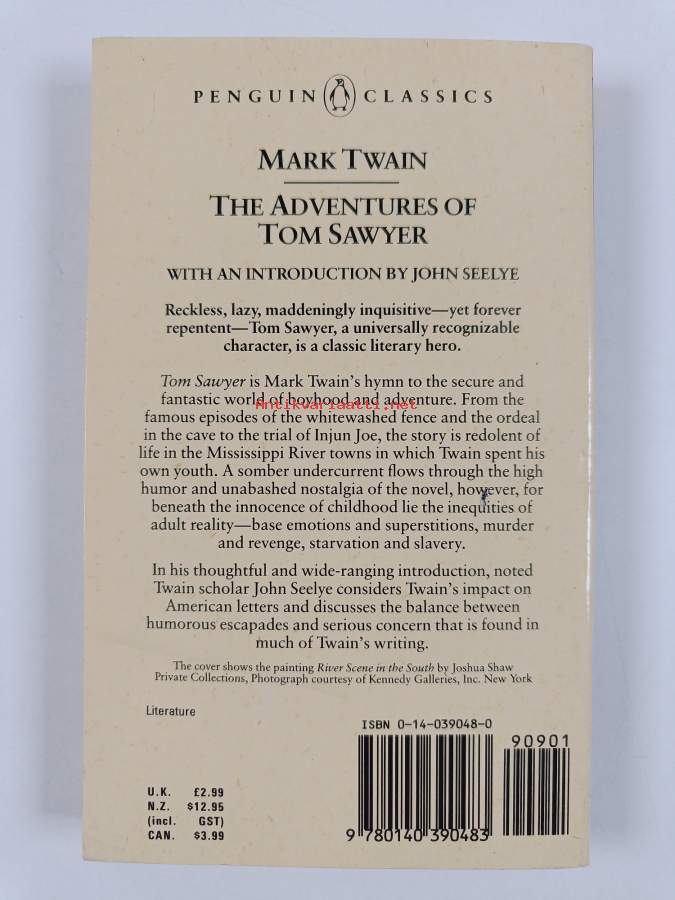 PENGUIN CLASSICS
MARK TWAIN
THE ADVENTURES OF
TOM SAWYER
WITH AN INTRODUCTION BY JOHN SEELYE
Reckless, lazy, maddeningly inquisitive—yet forever
repentent—Tom Sawyer, a universally recognizable
character, is a classic literary hero.
Tom Sawyer is Mark Twain's hymn to the secure and
fantastic world of boyhood and adventure. From the
Antikvariaatti.net
famous episodes of the whitewashed fence and the ordeal
in the cave to the trial of Injun Joe, the story is redolent of
life in the Mississippi River towns in which Twain spent his
own youth. A somber undercurrent flows through the high
humor and unabashed nostalgia of the novel, however, for
beneath the innocence of childhood lie the inequities of
adult reality—base emotions and superstitions, murder
and revenge, starvation and slavery.
In his thoughtful and wide-ranging introduction, noted
Twain scholar John Seelye considers Twain's impact on
American letters and discusses the balance between
humorous escapades and serious concern that is found in
much of Twain's writing.
The cover shows the painting River Scene in the South by Joshua Shaw
Private Collections, Photograph courtesy of Kennedy Galleries, Inc. New York
Literature
U.K. £2.99
N.Z. $12.95
(incl. GST)
CAN. $3.99
ISBN 0-14-039048-0
90901
9 780140 390483